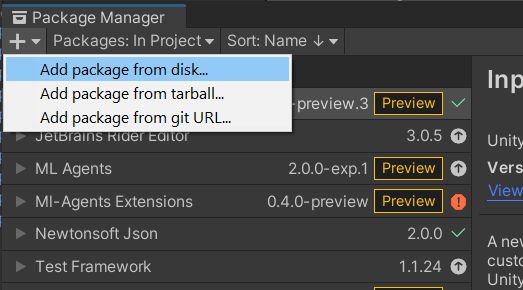 Package Manager
+ Packages: In Project Sort: Name ↓
Add package from disk...
Add package from tarball...
Add package from git URL...
-preview.3 Preview
JetBrains Rider Editor 3.0.5
ML Agents 2.0.0-exp.1 Preview
Ml-Agents Extensions 0.4.0-preview Preview
Newtonsoft Json 2.0.0
Test Framework 1.1.24
Inp
Unity
Vers
View
A new
custo
Unity